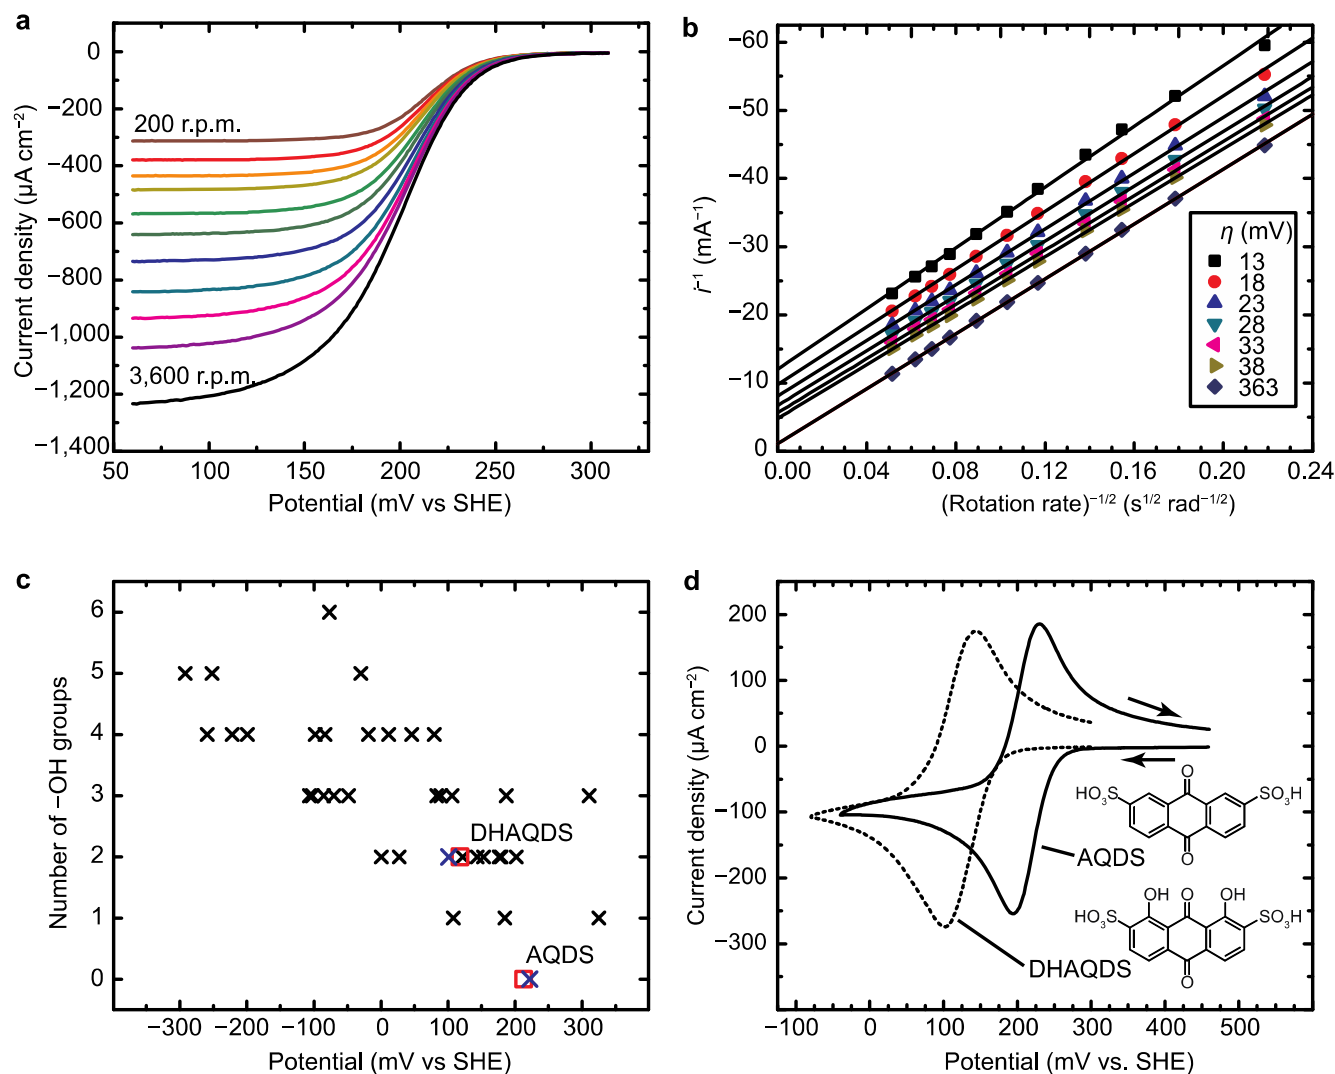 a
0
−200
−400
−600
−800
−1,000
−1,200
−1,400
Current density (µA cm⁻²)
200 r.p.m.
3,600 r.p.m.
50
100
150
200
250
300
Potential (mV vs SHE)
b
−60
−50
−40
−30
−20
−10
0
i⁻¹ (mA⁻¹)
η (mV)
13
18
23
28
33
38
363
0.00
0.04
0.08
0.12
0.16
0.20
0.24
(Rotation rate)⁻¹/² (s¹/² rad⁻¹/²)
c
6
5
4
3
2
1
0
Number of −OH groups
DHAQDS
AQDS
−300
−200
−100
0
100
200
300
Potential (mV vs SHE)
d
200
100
0
−100
−200
−300
Current density (µA cm⁻²)
O
HO₃S
SO₃H
O
AQDS
OH
O
OH
HO₃S
SO₃H
O
DHAQDS
−100
0
100
200
300
400
500
Potential (mV vs. SHE)